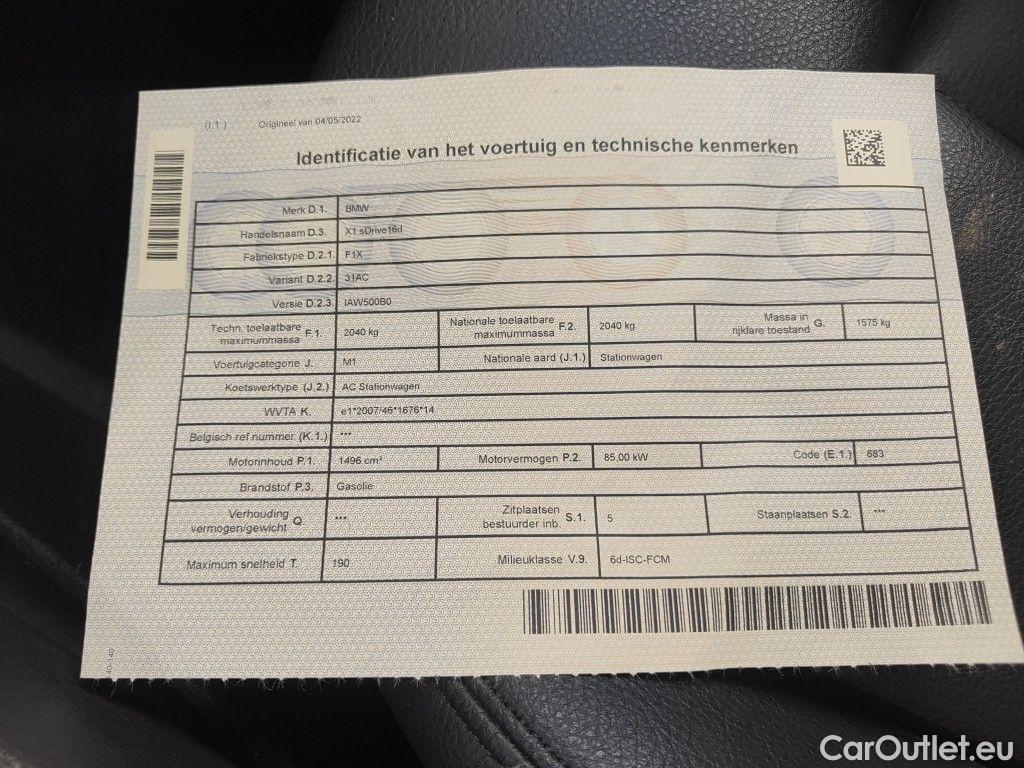 (I.1.) Origineel van 04/05/2022
Identificatie van het voertuig en technische kenmerken
Merk D.1. BMW
Handelsnaam D.3. X1 sDrive16d
Fabriekstype D.2.1. F1X
Variant D.2.2. 31AC
Versie D.2.3. IAW500B0
Techn. toelaatbare maximummassa F.1. 2040 kg Nationale toelaatbare maximummassa F.2. 2040 kg Massa in rijklare toestand G. 1575 kg
Voertuigcategorie J. M1 Nationale aard (J.1.) Stationwagen
Koetswerktype (J.2.) AC Stationwagen
WVTA K. e1*2007/46*1676*14
Belgisch ref.nummer (K.1.) ***
Motorinhoud P.1. 1496 cm³ Motorvermogen P.2. 85,00 kW Code (E.1.) 683
Brandstof P.3. Gasolie
Verhouding vermogen/gewicht Q. *** Zitplaatsen bestuurder inb. S.1. 5 Staanplaatsen S.2. ***
Maximum snelheid T. 190 Milieuklasse V.9. 6d-ISC-FCM
CarOutlet.eu